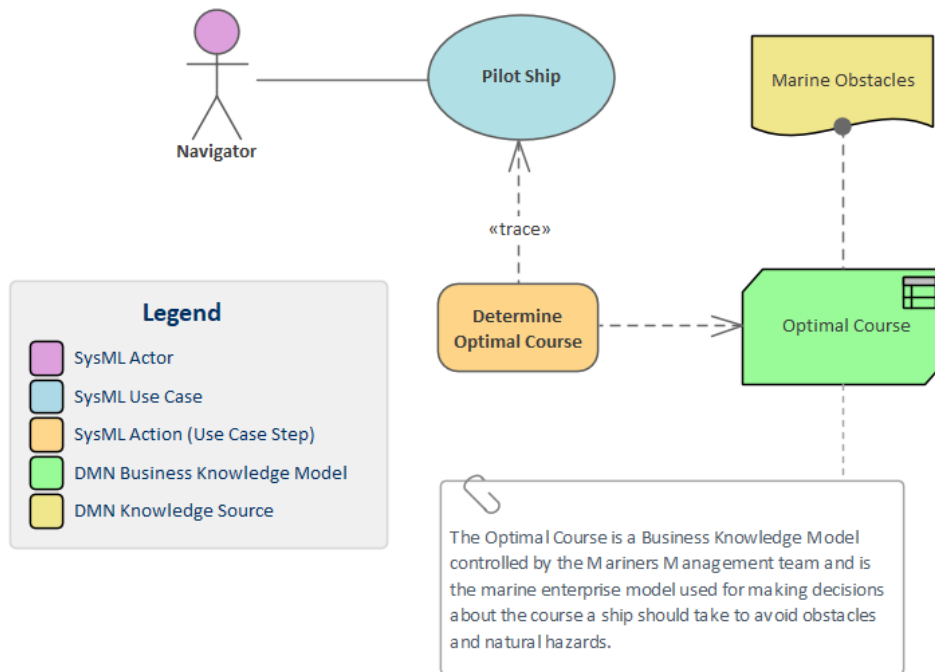 Pilot Ship
Marine Obstacles
Navigator
«trace»
Determine
Optimal Course
Optimal Course
Legend
SysML Actor
SysML Use Case
SysML Action (Use Case Step)
DMN Business Knowledge Model
DMN Knowledge Source
The Optimal Course is a Business Knowledge Model
controlled by the Mariners Management team and is
the marine enterprise model used for making decisions
about the course a ship should take to avoid obstacles
and natural hazards.